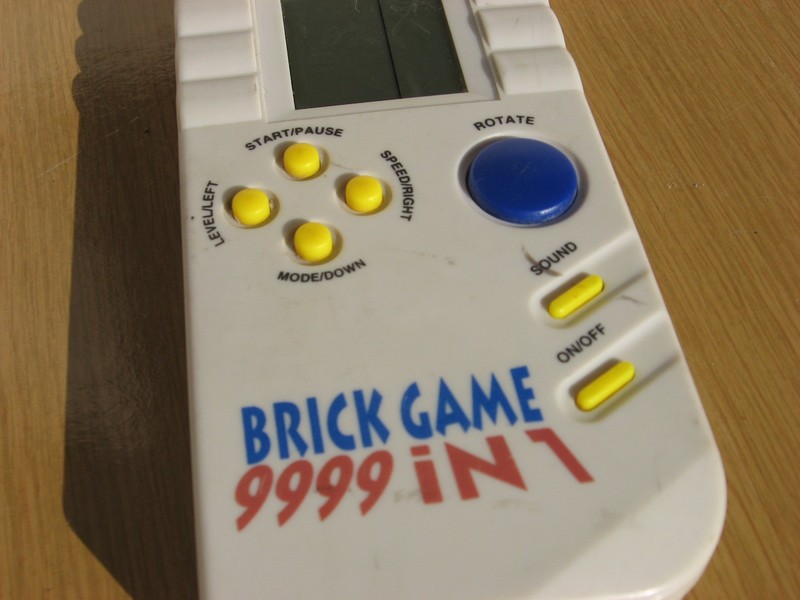 START/PAUSE
ROTATE
LEVEL/LEFT
SPEED/RIGHT
MODE/DOWN
SOUND
ON/OFF
BRICK GAME
9999 iN 1